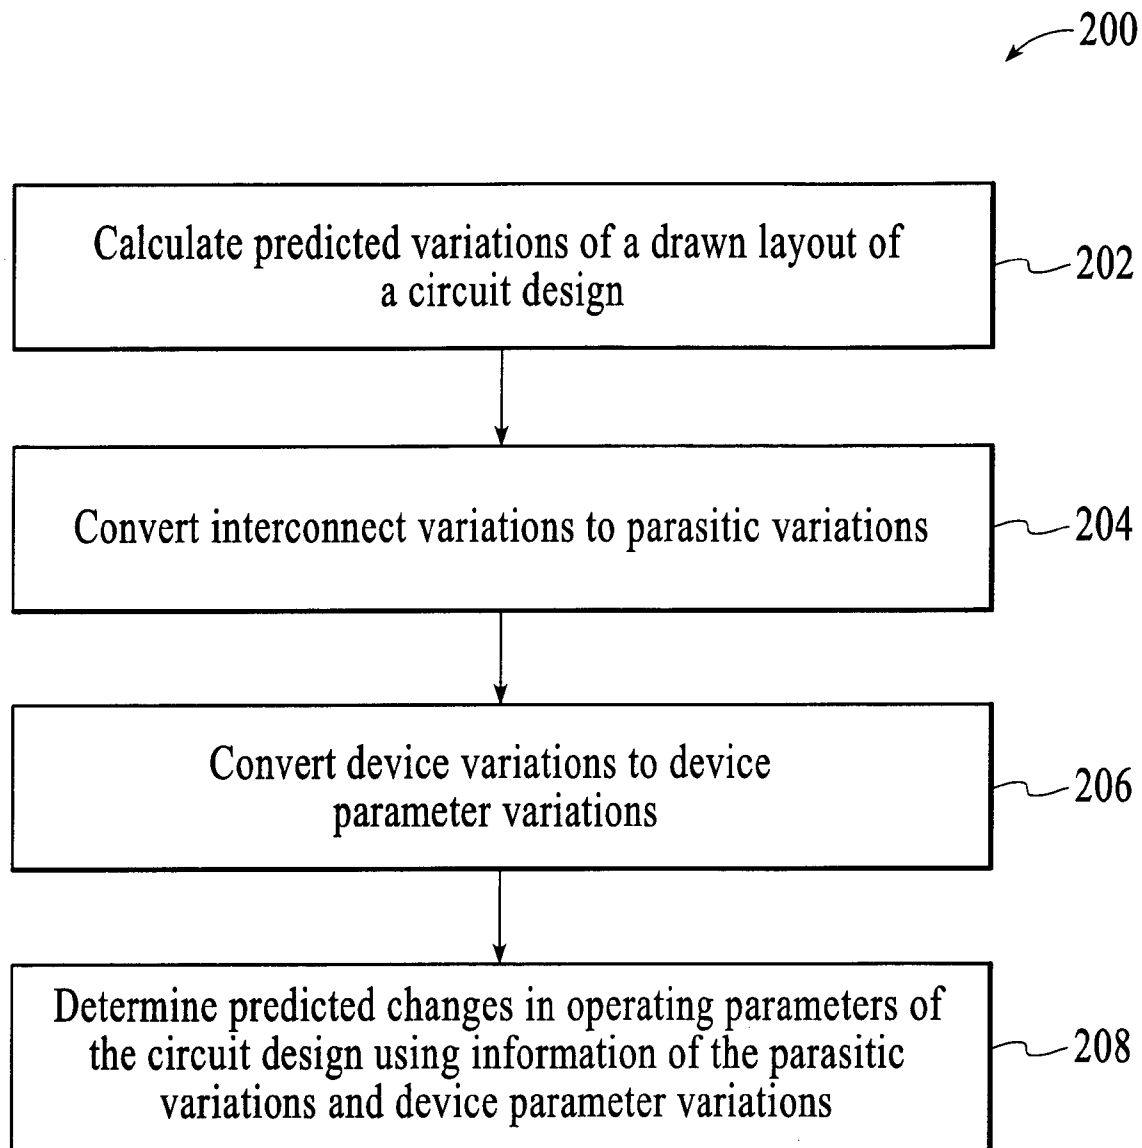 200
Calculate predicted variations of a drawn layout of
a circuit design
202
Convert interconnect variations to parasitic variations
204
Convert device variations to device
parameter variations
206
Determine predicted changes in operating parameters of
the circuit design using information of the parasitic
variations and device parameter variations
208